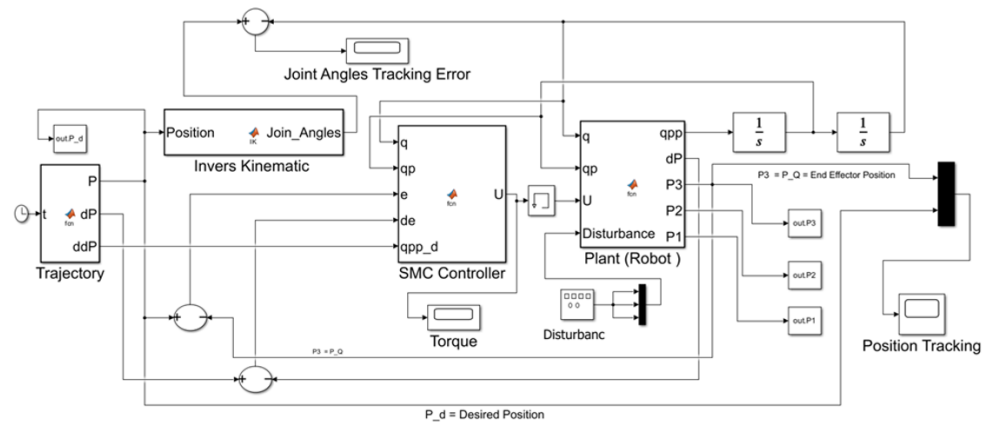 +
−
Joint Angles Tracking Error
out.P_d
Position
IK
Join_Angles
Invers Kinematic
q
qp
e
de
qpp_d
fcn
U
SMC Controller
q
qp
U
Disturbance
fcn
qpp
dP
P3
P2
P1
Plant (Robot )
1
s
1
s
P3 = P_Q = End Effector Position
t
fcn
P
dP
ddP
Trajectory
out.P3
out.P2
out.P1
Disturbanc
Torque
Position Tracking
+
−
P3 = P_Q
+
−
P_d = Desired Position